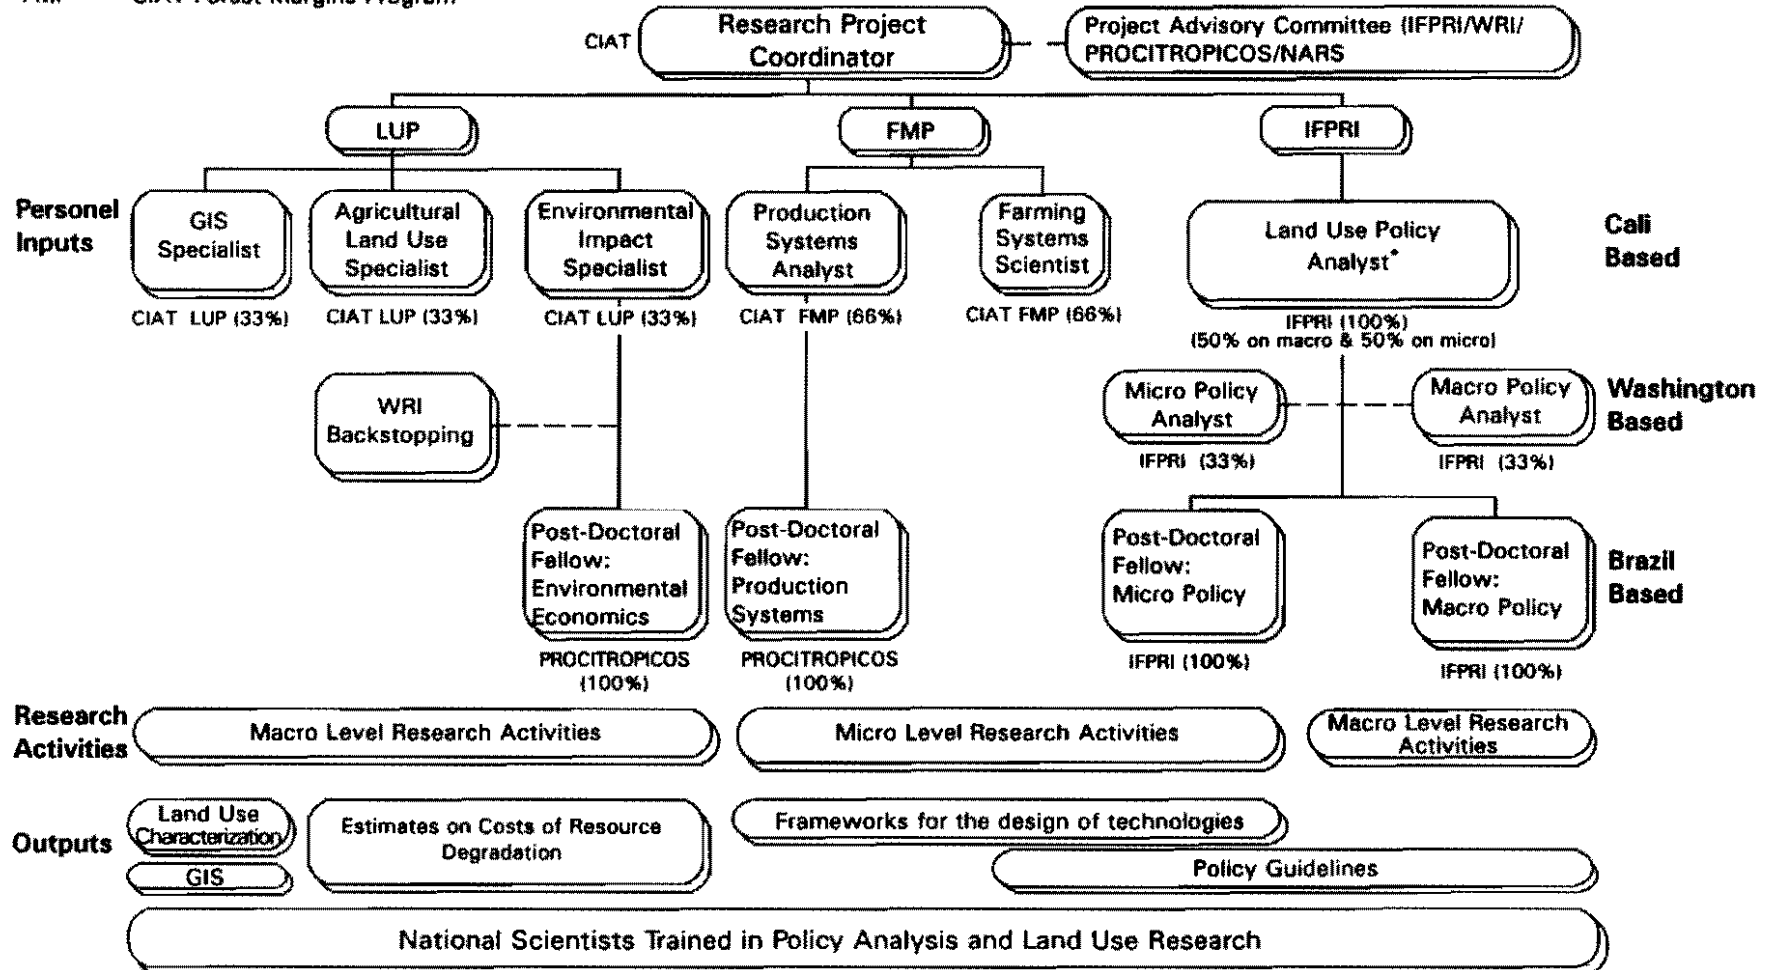 CIAT Forest Margins Program
CIAT
Research Project
Coordinator
Project Advisory Committee (IFPRI/WRI/
PROCITROPICOS/NARS
LUP
FMP
IFPRI
Personel
Inputs
GIS
Specialist
Agricultural
Land Use
Specialist
Environmental
Impact
Specialist
Production
Systems
Analyst
Farming
Systems
Scientist
Land Use Policy
Analyst*
Cali
Based
CIAT LUP (33%)
CIAT LUP (33%)
CIAT LUP (33%)
CIAT FMP (66%)
CIAT FMP (66%)
IFPRI (100%)
(50% on macro & 50% on micro)
WRI
Backstopping
Micro Policy
Analyst
Macro Policy
Analyst
Washington
Based
IFPRI (33%)
IFPRI (33%)
Post-Doctoral
Fellow:
Environmental
Economics
Post-Doctoral
Fellow:
Production
Systems
Post-Doctoral
Fellow:
Micro Policy
Post-Doctoral
Fellow:
Macro Policy
Brazil
Based
PROCITROPICOS
(100%)
PROCITROPICOS
(100%)
IFPRI (100%)
IFPRI (100%)
Research
Activities
Macro Level Research Activities
Micro Level Research Activities
Macro Level Research
Activities
Outputs
Land Use
Characterization
GIS
Estimates on Costs of Resource
Degradation
Frameworks for the design of technologies
Policy Guidelines
National Scientists Trained in Policy Analysis and Land Use Research